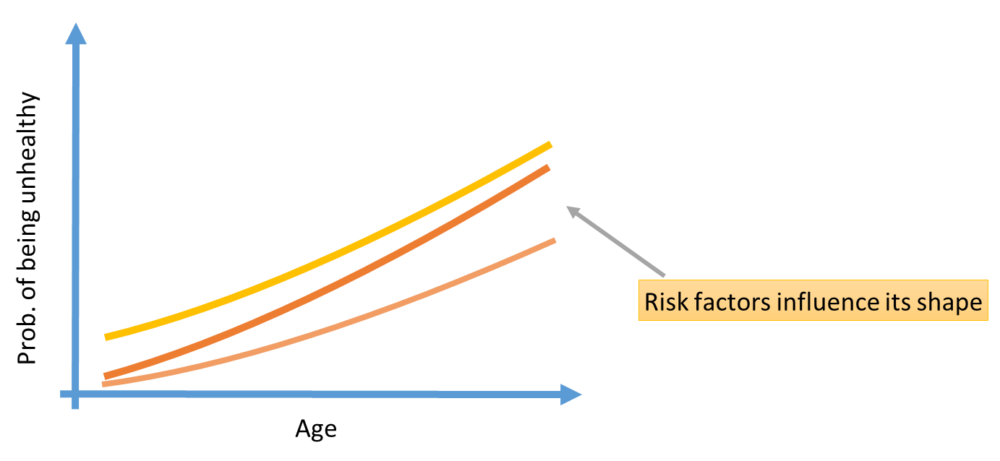 Prob. of being unhealthy
Risk factors influence its shape
Age